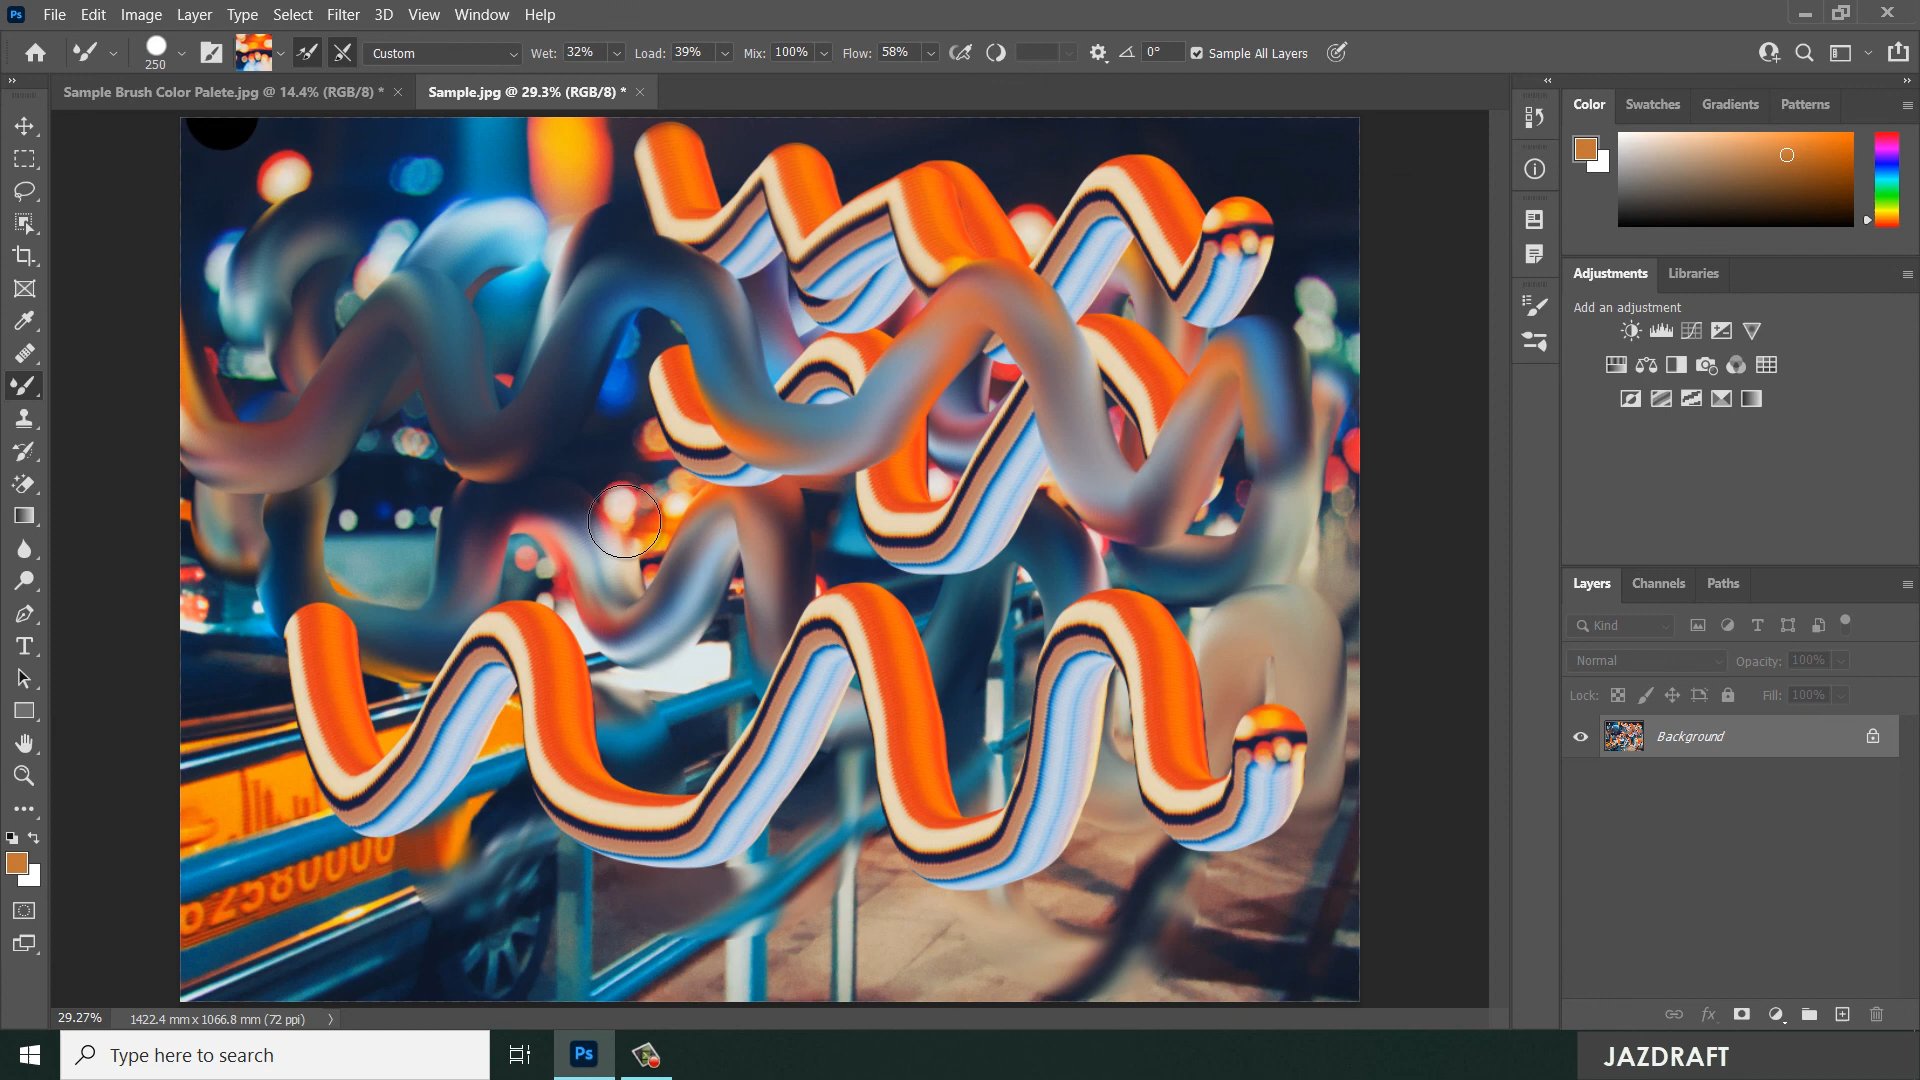 Ps File Edit Image Layer Type Select Filter 3D View Window Help
250 Custom Wet: 32% Load: 39% Mix: 100% Flow: 58% 0° Sample All Layers
Sample Brush Color Palete.jpg @ 14.4% (RGB/8) * Sample.jpg @ 29.3% (RGB/8) *
Color Swatches Gradients Patterns
Adjustments Libraries
Add an adjustment
Layers Channels Paths
Kind
Normal Opacity: 100%
Lock: Fill: 100%
Background
62580000
29.27% 1422.4 mm x 1066.8 mm (72 ppi)
Type here to search Ps JAZDRAFT